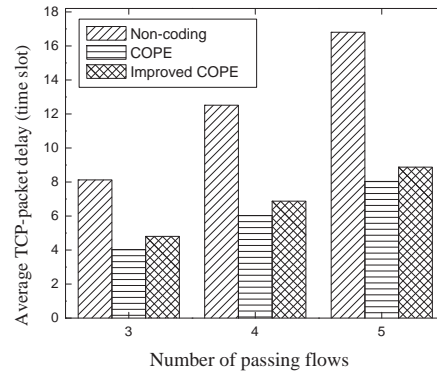 Average TCP-packet delay (time slot)
18
16
14
12
10
8
6
4
2
0
Non-coding
COPE
Improved COPE
3 4 5
Number of passing flows